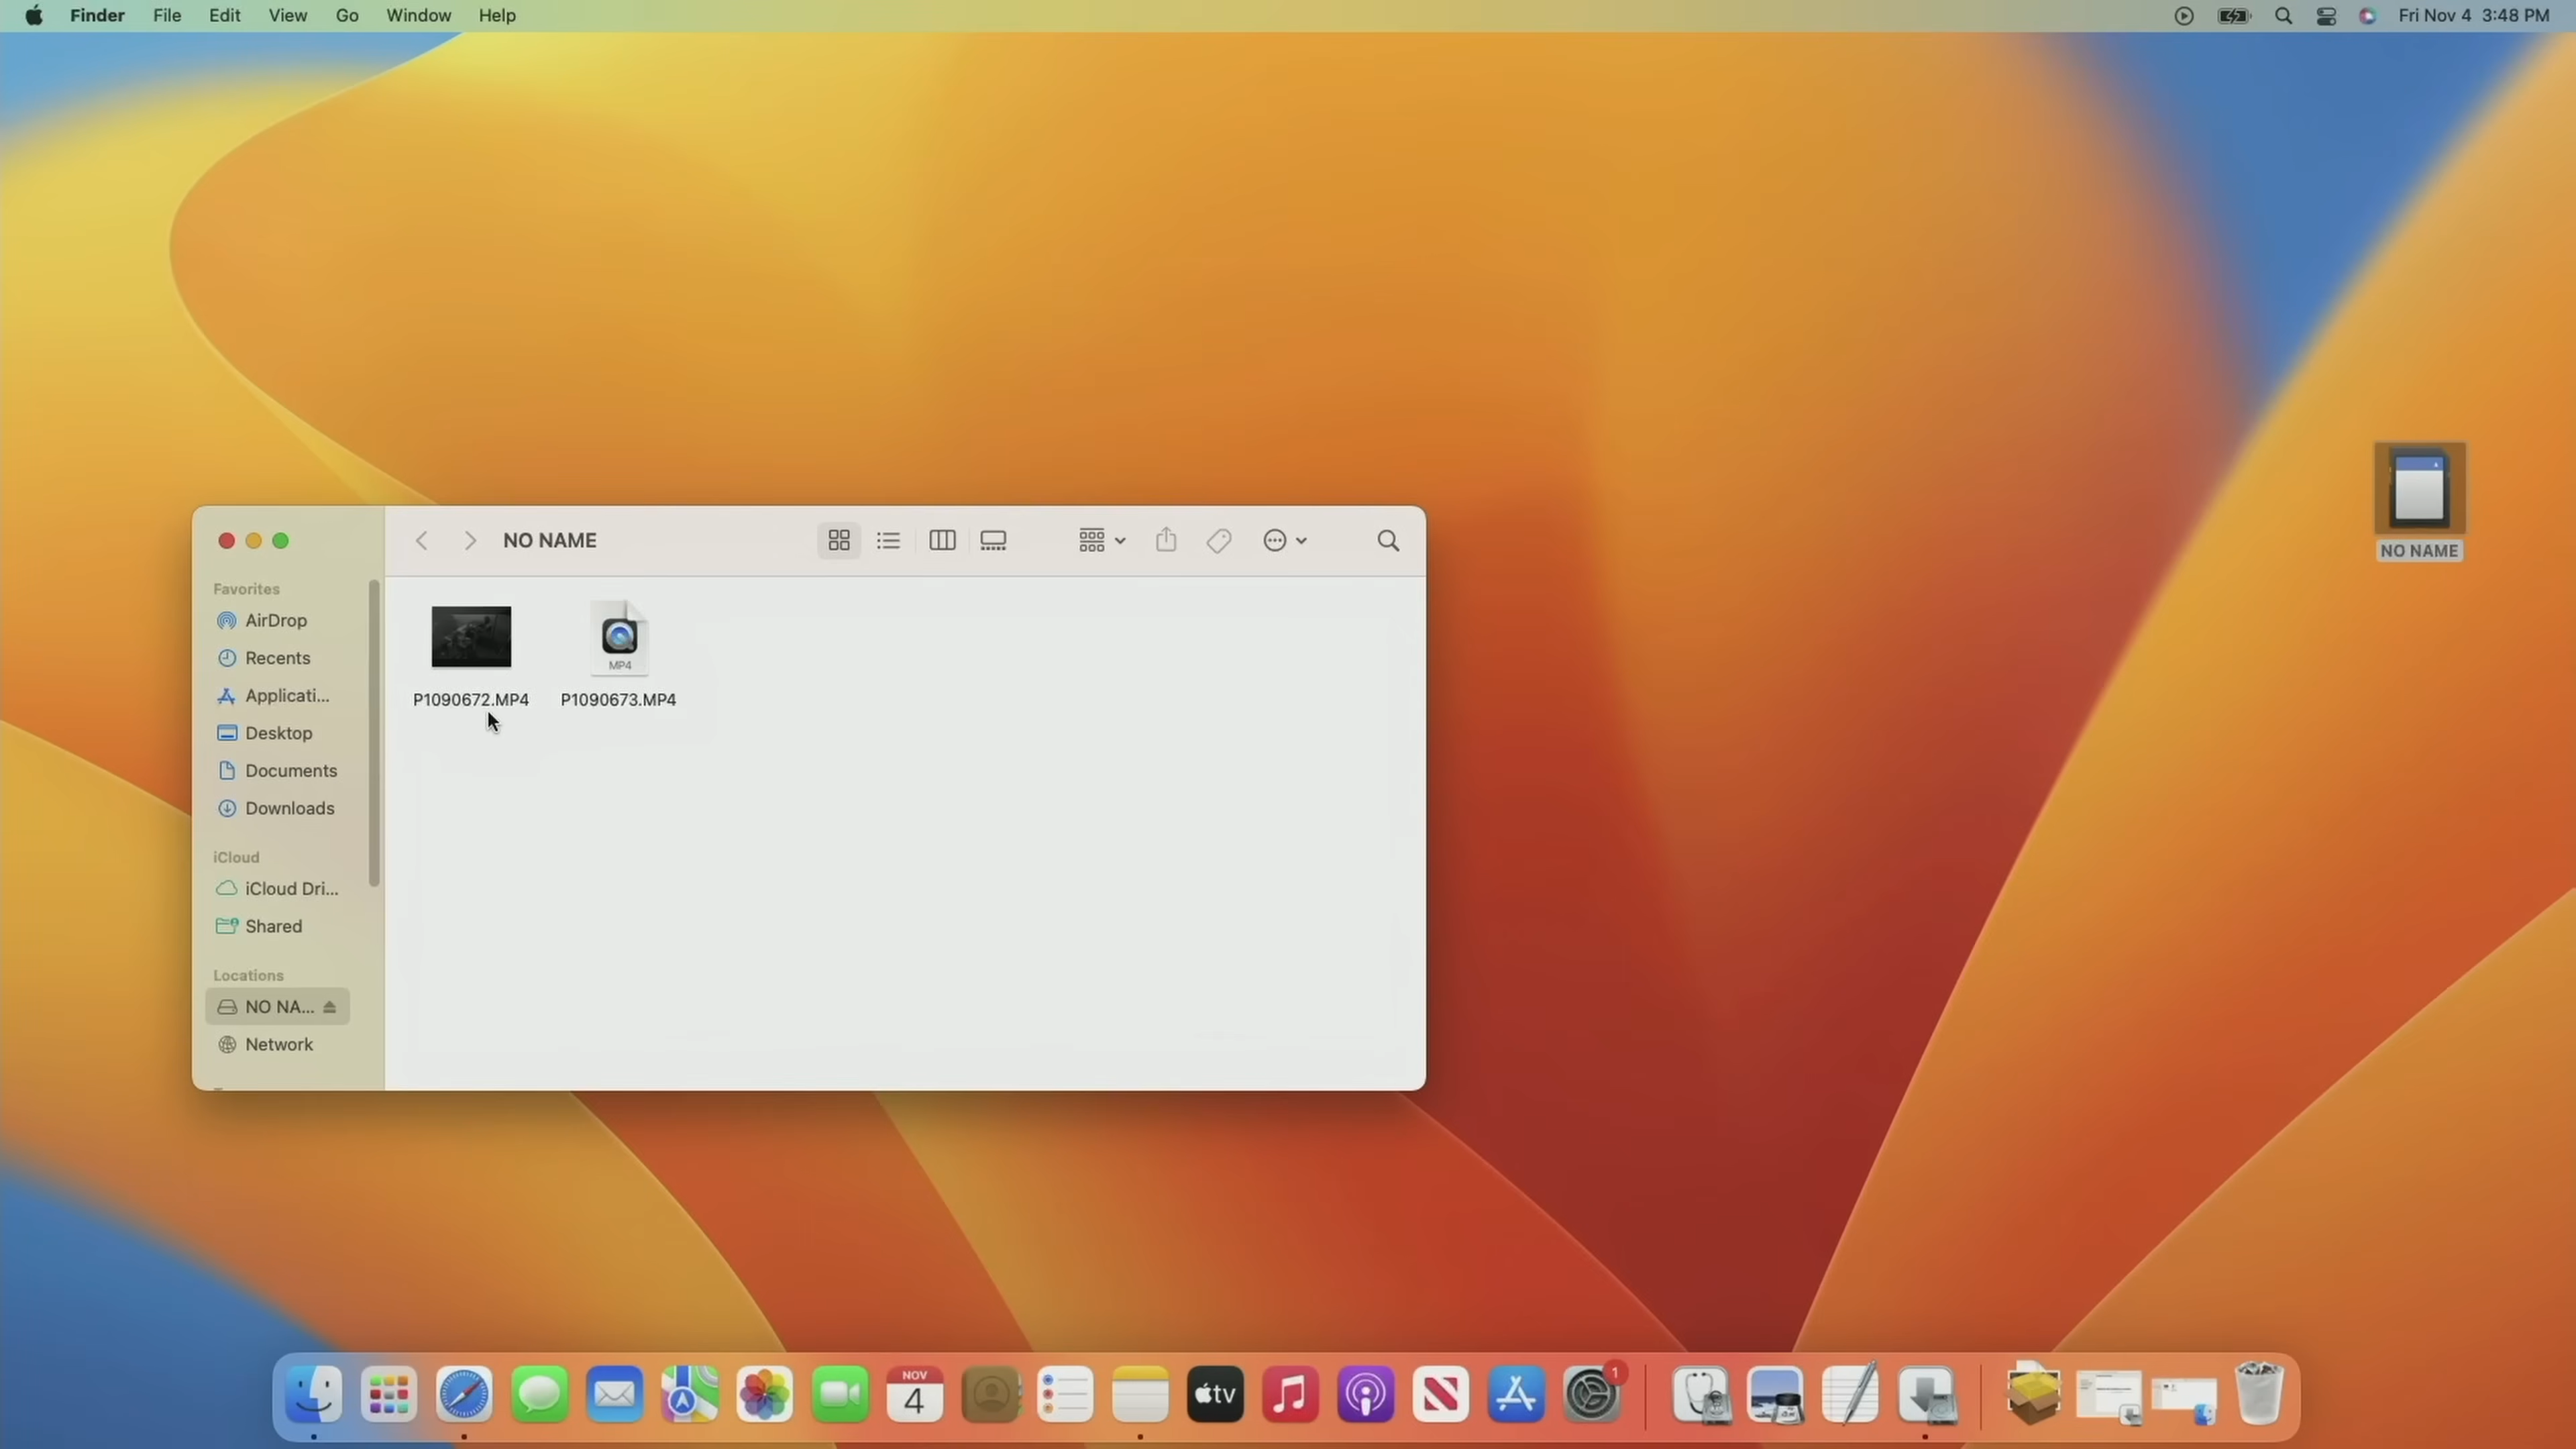 Finder File Edit View Go Window Help Fri Nov 4 3:48 PM
NO NAME
NO NAME
Favorites
AirDrop
Recents
Applicati...
Desktop
Documents
Downloads
iCloud
iCloud Dri...
Shared
Locations
NO NA...
Network
MP4
P1090672.MP4 P1090673.MP4
NOV
4
tv
1